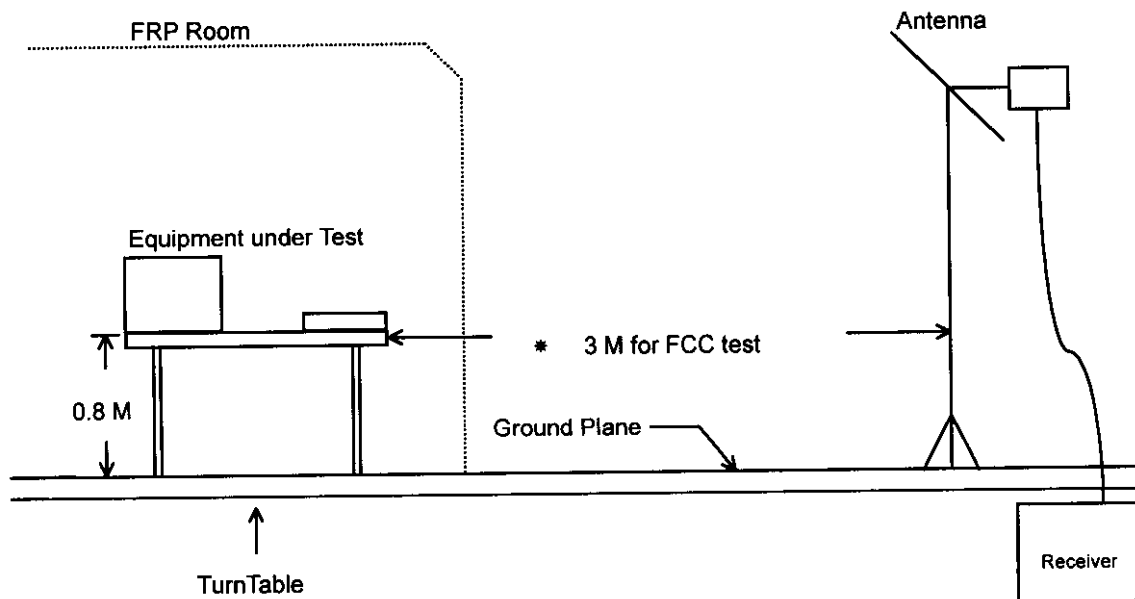 FRP Room
Antenna
Equipment under Test
* 3 M for FCC test
0.8 M
Ground Plane
TurnTable
Receiver